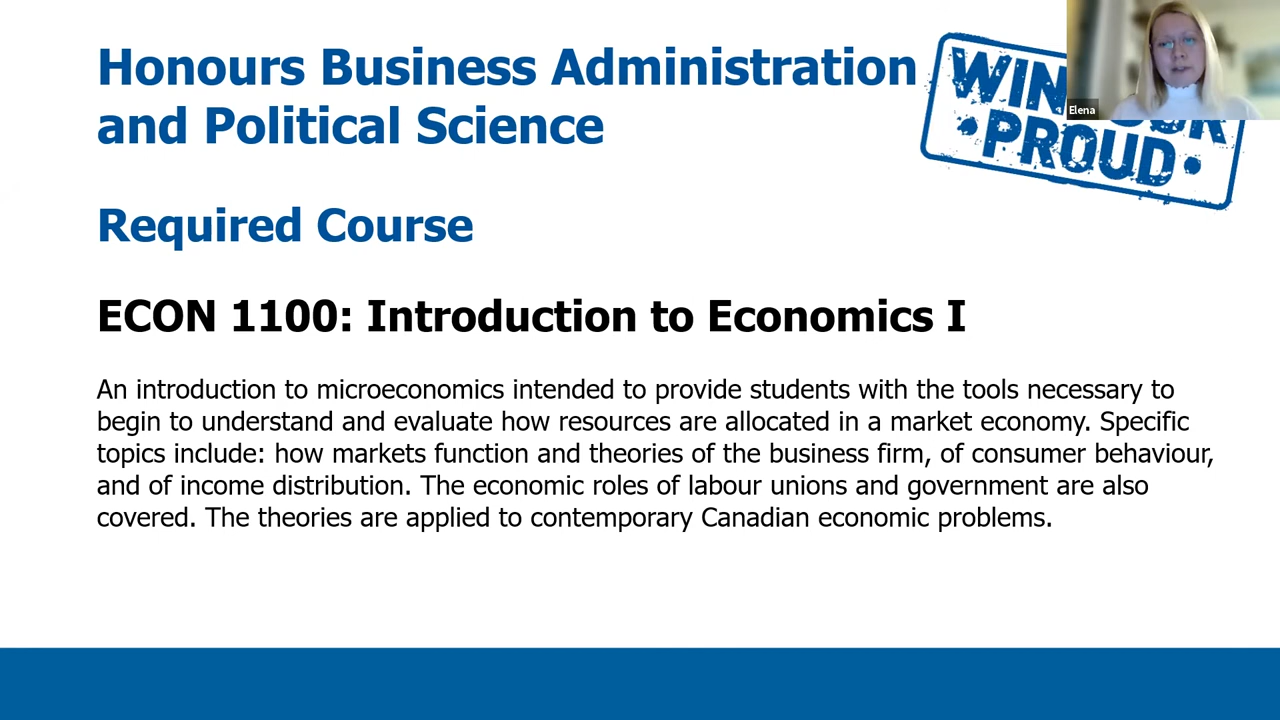 Honours Business Administration
and Political Science
Elena
PROUD
Required Course
ECON 1100: Introduction to Economics I
An introduction to microeconomics intended to provide students with the tools necessary to
begin to understand and evaluate how resources are allocated in a market economy. Specific
topics include: how markets function and theories of the business firm, of consumer behaviour,
and of income distribution. The economic roles of labour unions and government are also
covered. The theories are applied to contemporary Canadian economic problems.